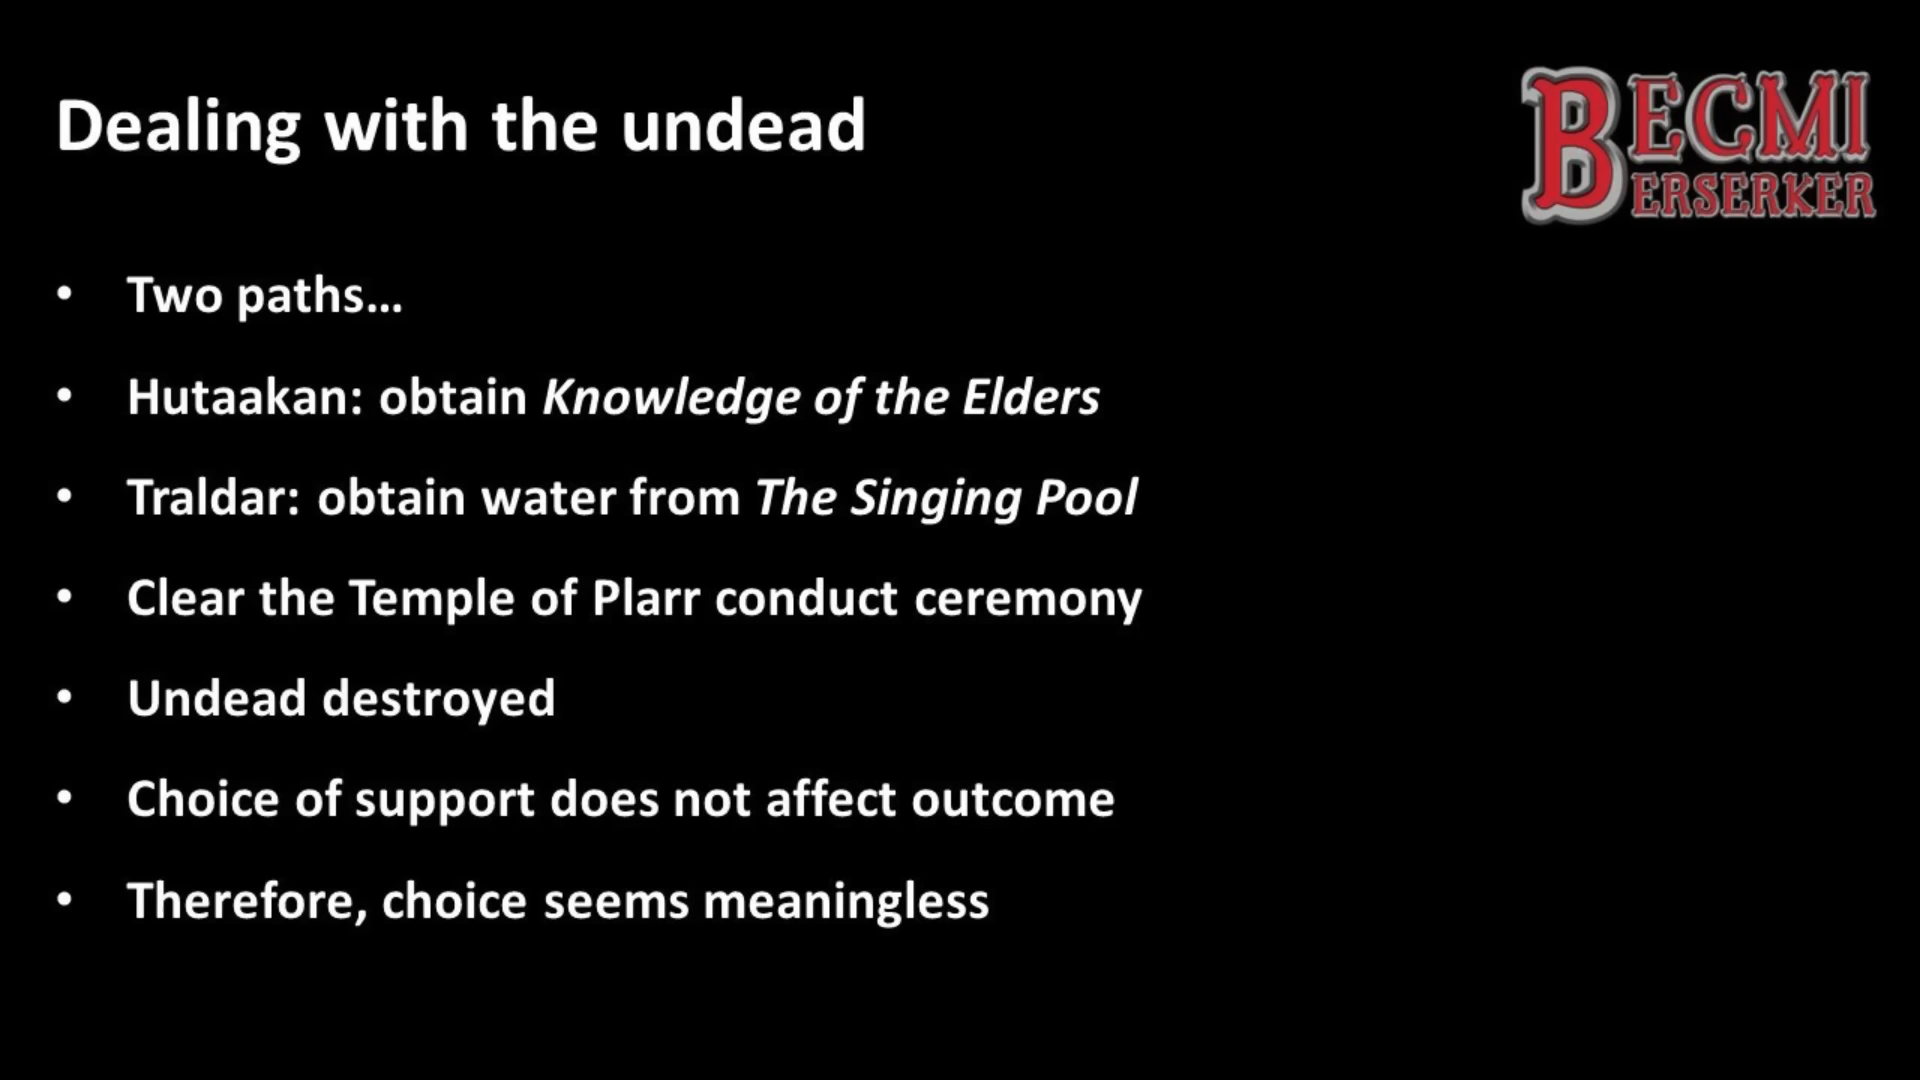 Dealing with the undead
BECMI
BERSERKER
• Two paths...
• Hutaakan: obtain Knowledge of the Elders
• Traldar: obtain water from The Singing Pool
• Clear the Temple of Plarr conduct ceremony
• Undead destroyed
• Choice of support does not affect outcome
• Therefore, choice seems meaningless